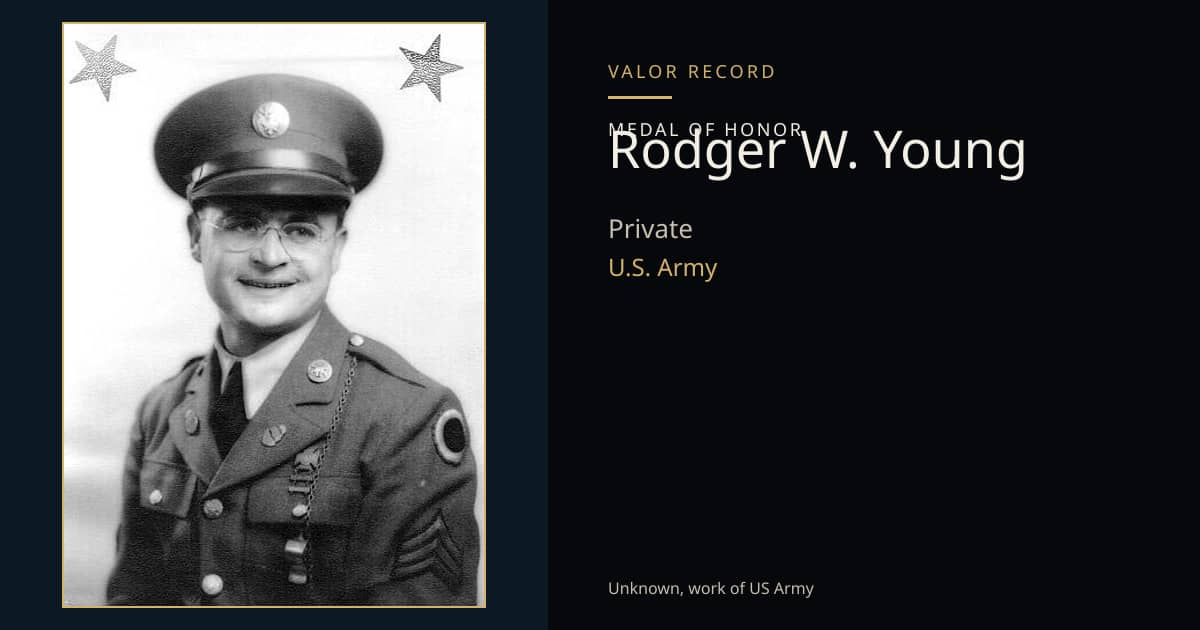 VALOR RECORD
MEDAL OF HONOR
Rodger W. Young
Private
U.S. Army
Unknown, work of US Army